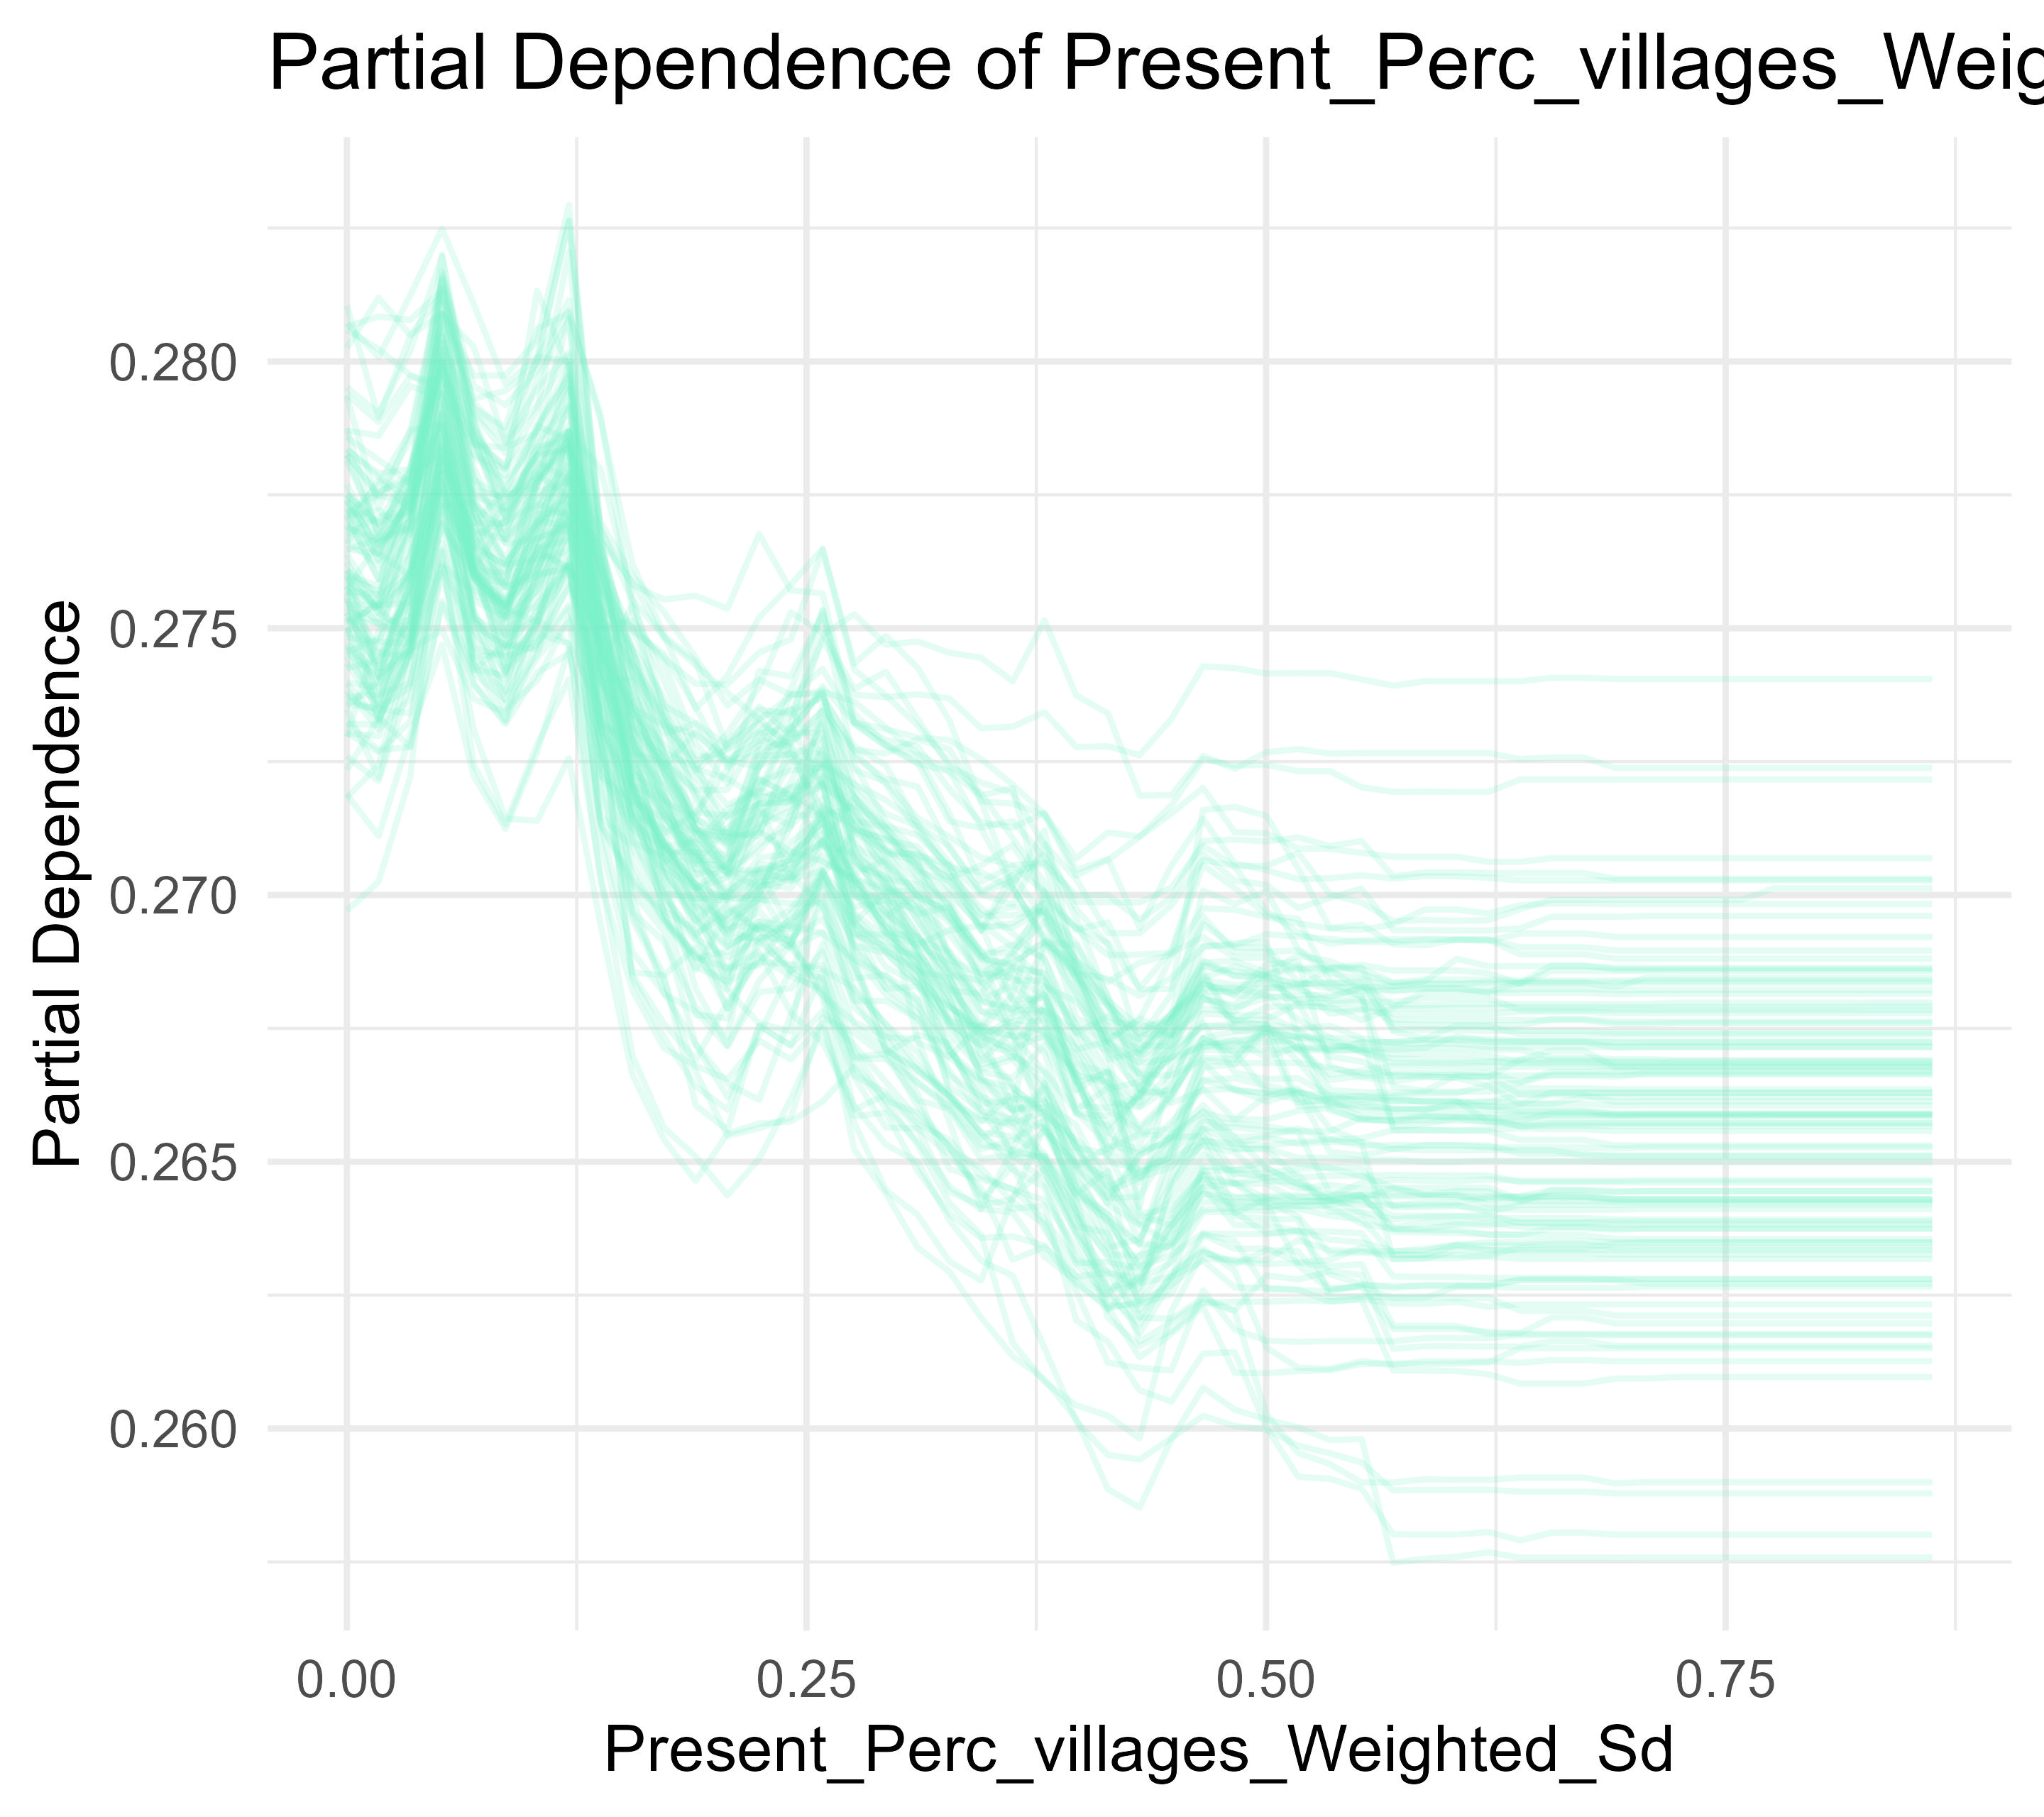 Partial Dependence of Present_Perc_villages_Weig
0.280
0.275
0.270
0.265
0.260
Partial Dependence
0.00 0.25 0.50 0.75
Present_Perc_villages_Weighted_Sd